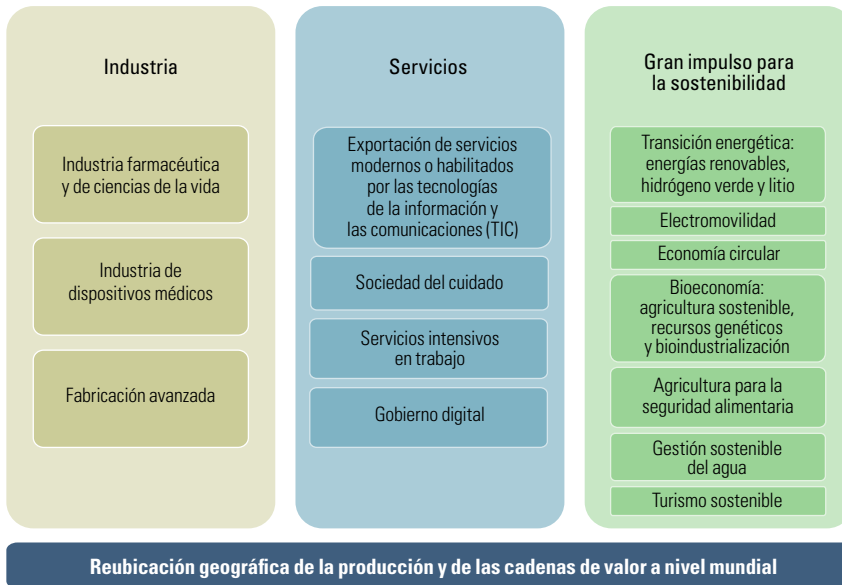 Industria
Industria farmacéutica
y de ciencias de la vida
Industria de
dispositivos médicos
Fabricación avanzada
Servicios
Exportación de servicios
modernos o habilitados
por las tecnologías
de la información y
las comunicaciones (TIC)
Sociedad del cuidado
Servicios intensivos
en trabajo
Gobierno digital
Gran impulso para
la sostenibilidad
Transición energética:
energías renovables,
hidrógeno verde y litio
Electromovilidad
Economía circular
Bioeconomía:
agricultura sostenible,
recursos genéticos
y bioindustrialización
Agricultura para la
seguridad alimentaria
Gestión sostenible
del agua
Turismo sostenible
Reubicación geográfica de la producción y de las cadenas de valor a nivel mundial